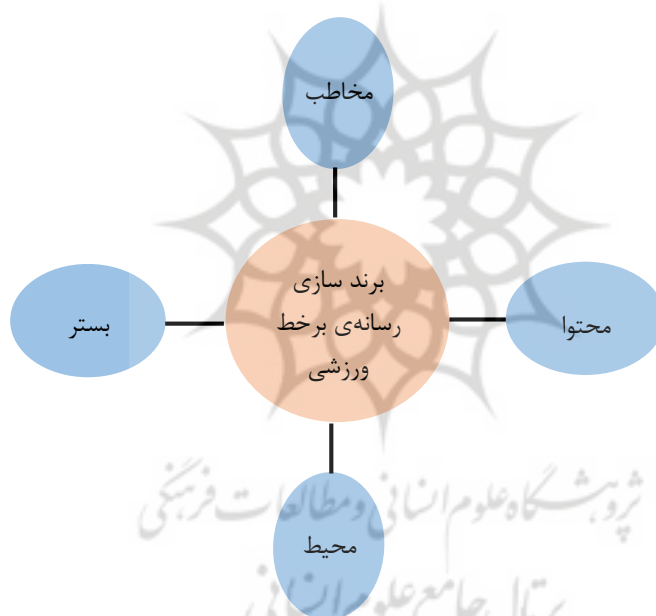 مخاطب
برند سازی
رسانه‌ی برخط
ورزشی
محتوا
بستر
محیط
پژوهشگاه علوم انسانی و مطالعات فرهنگی
پرتال جامع علوم انسانی